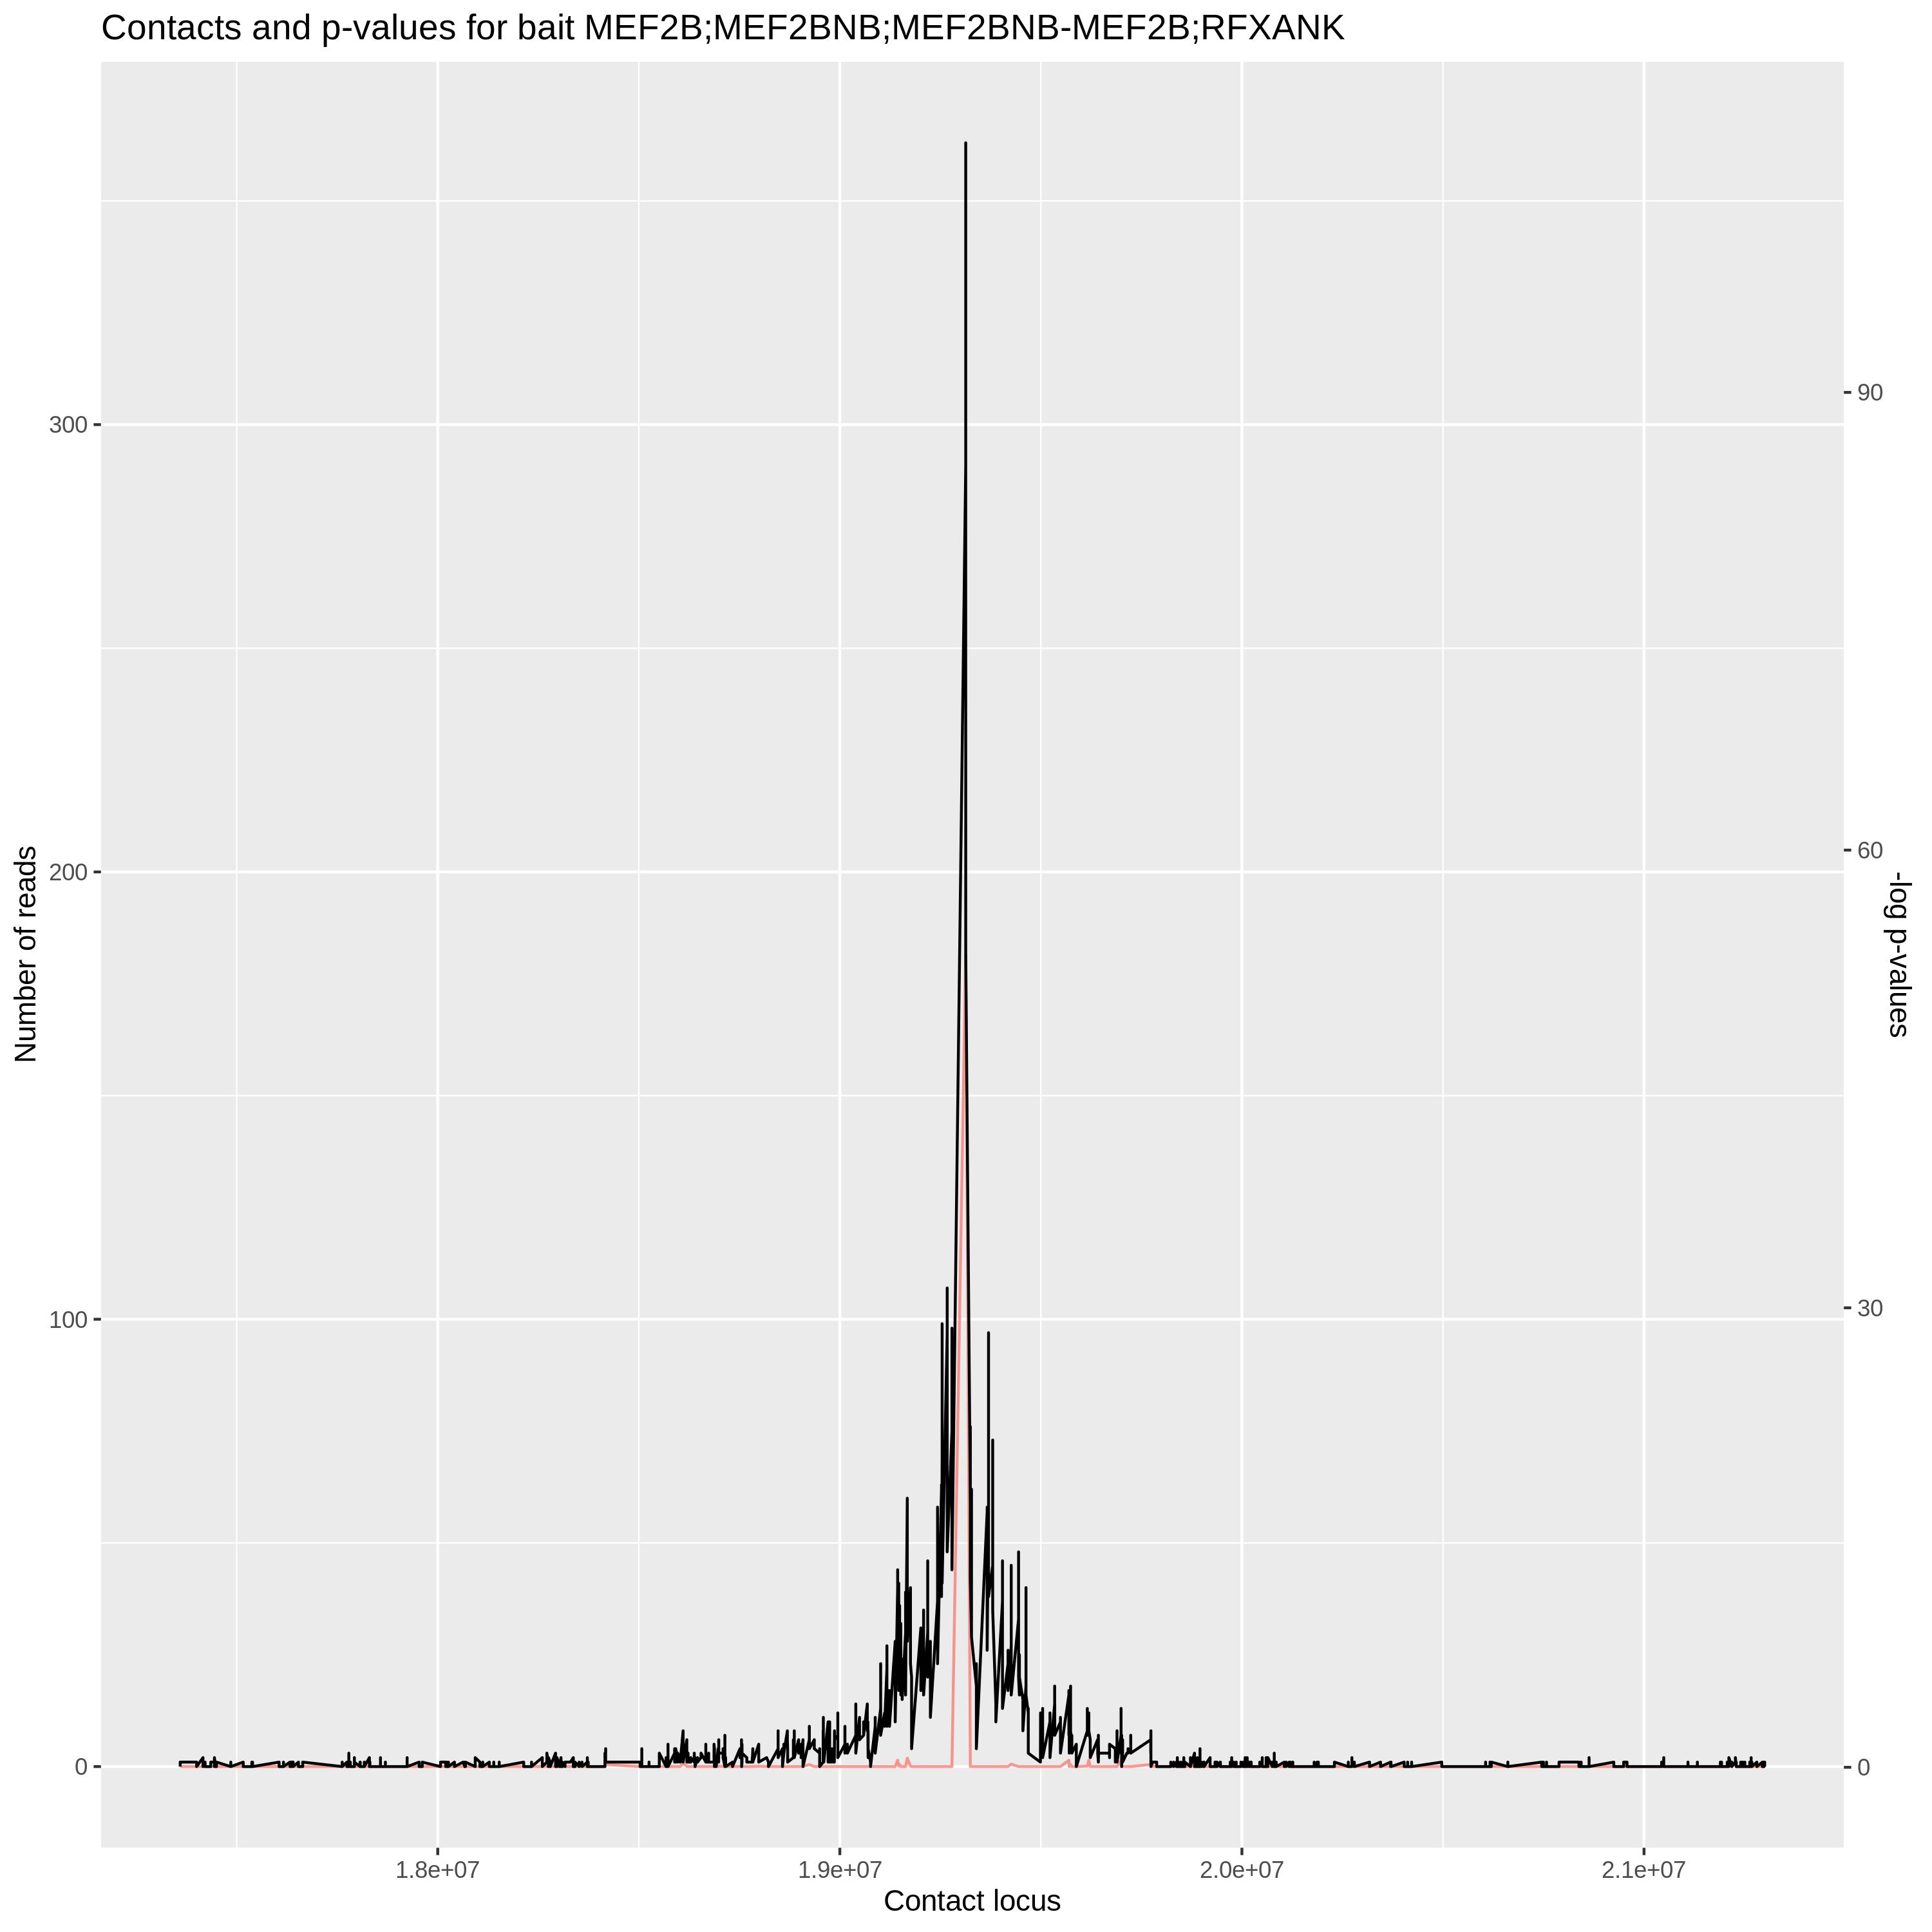 Contacts and p-values for bait MEF2B;MEF2BNB;MEF2BNB-MEF2B;RFXANK
Number of reads
300
200
100
0
90
60
30
0
-log p-values
1.8e+07 1.9e+07 2.0e+07 2.1e+07
Contact locus